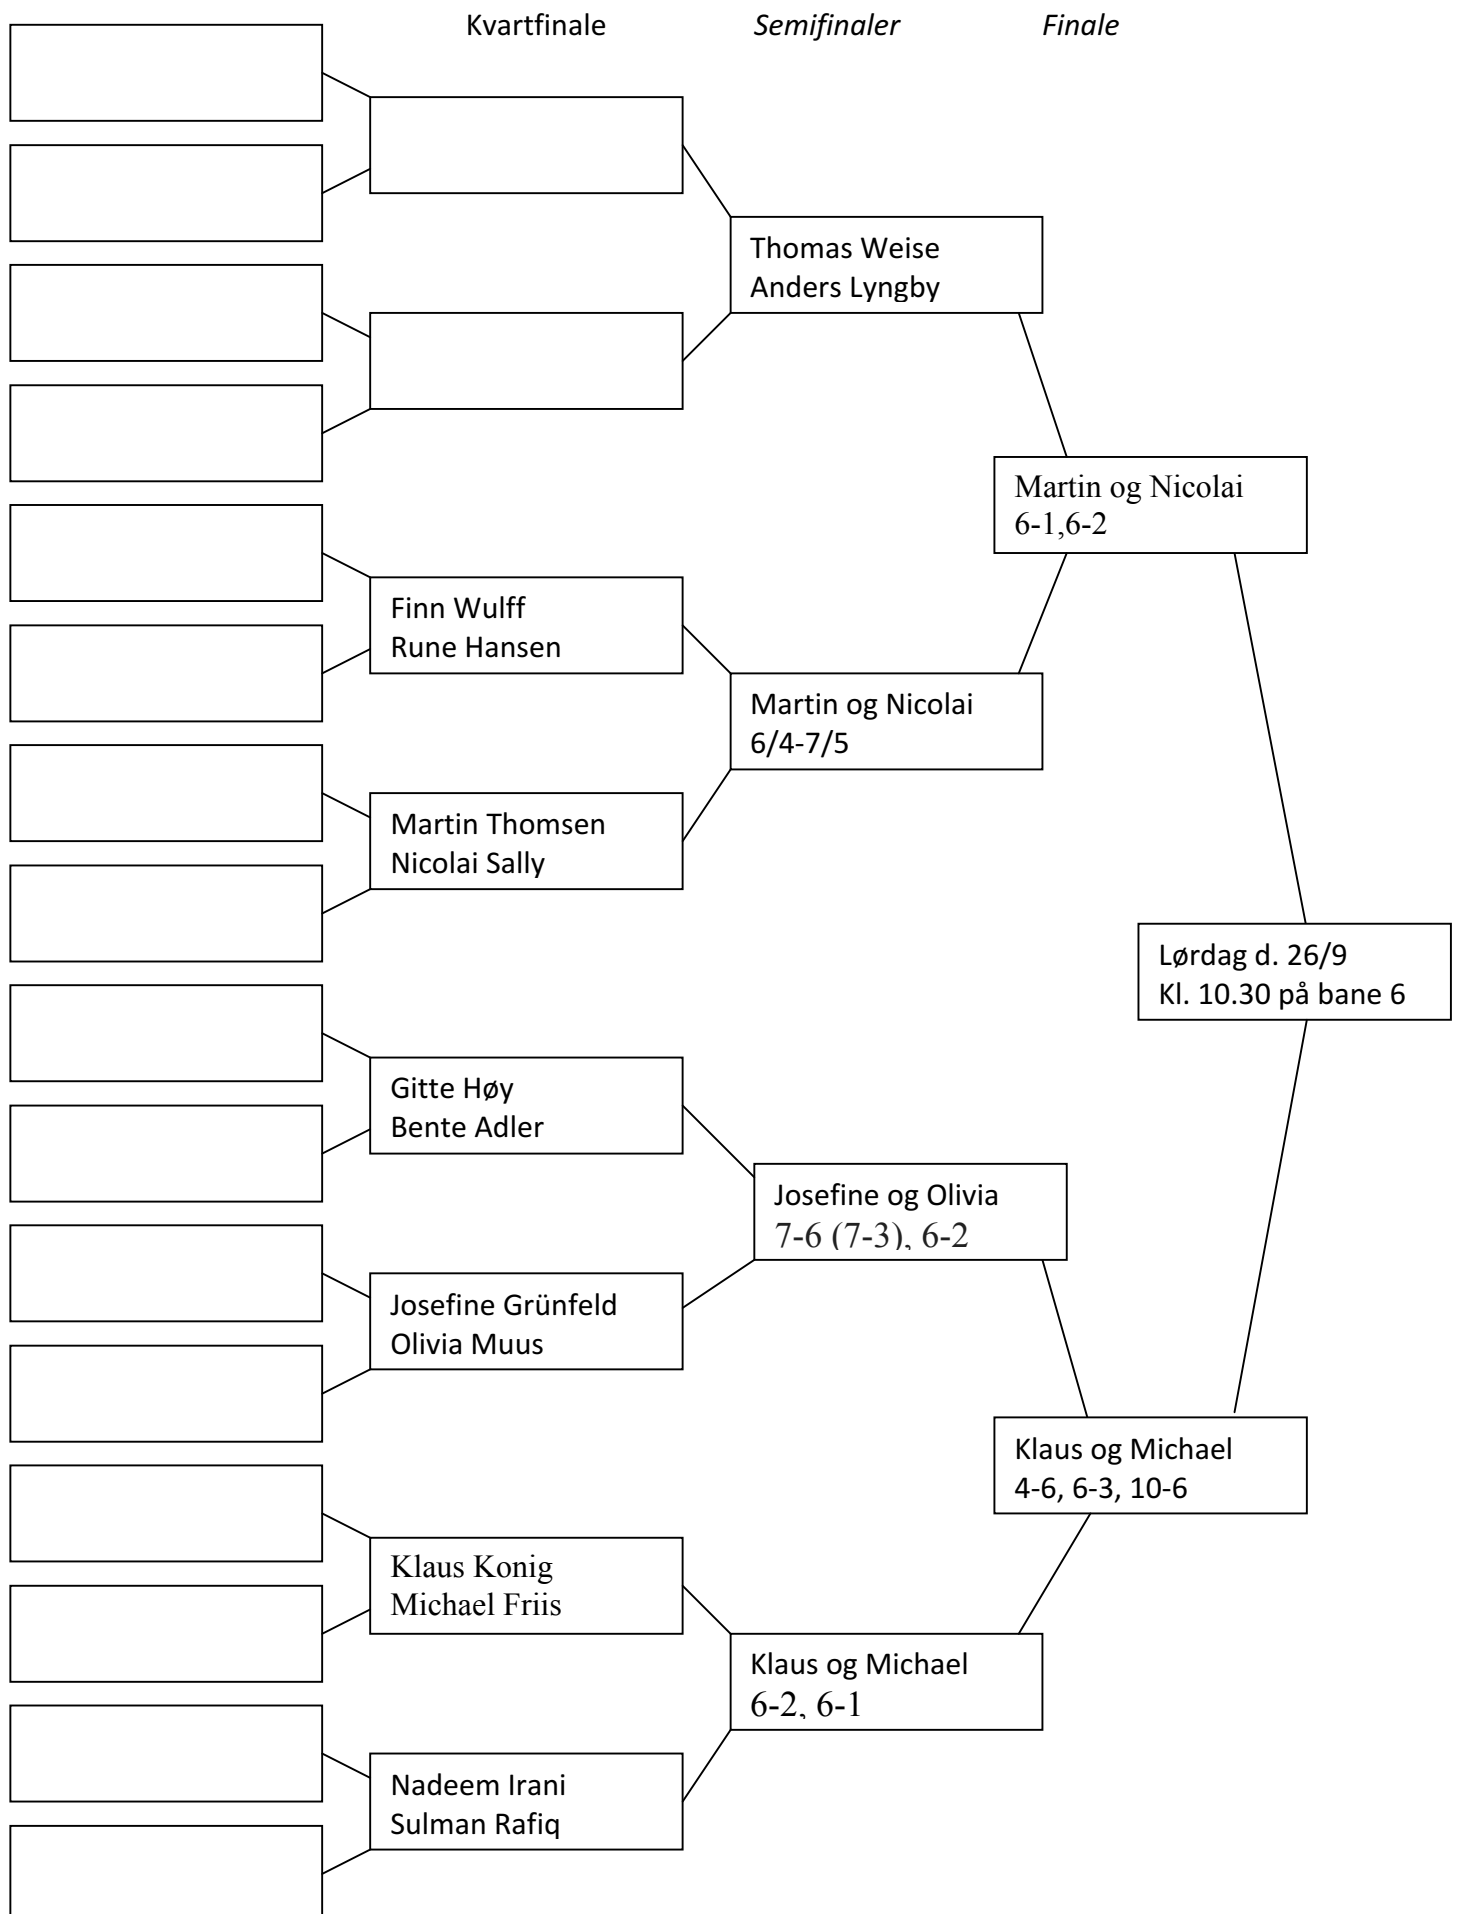 Kvartfinale
Semifinaler
Finale
Thomas Weise
Anders Lyngby
Martin og Nicolai
6-1,6-2
Finn Wulff
Rune Hansen
Martin og Nicolai
6/4-7/5
Martin Thomsen
Nicolai Sally
Lørdag d. 26/9
Kl. 10.30 på bane 6
Gitte Høy
Bente Adler
Josefine og Olivia
7-6 (7-3), 6-2
Josefine Grünfeld
Olivia Muus
Klaus og Michael
4-6, 6-3, 10-6
Klaus Konig
Michael Friis
Klaus og Michael
6-2, 6-1
Nadeem Irani
Sulman Rafiq